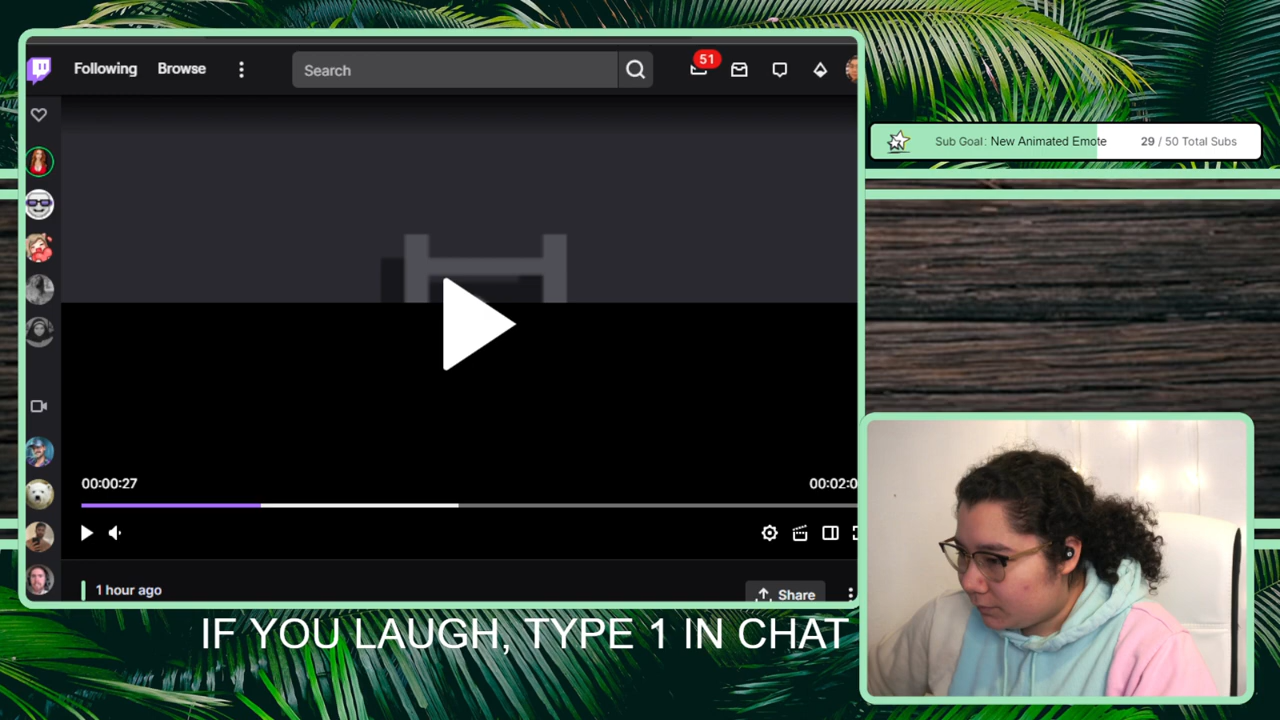 Following
Browse
Search
51
Sub Goal: New Animated Emote
29 / 50 Total Subs
00:00:27
00:02:0
1 hour ago
Share
IF YOU LAUGH, TYPE 1 IN CHAT